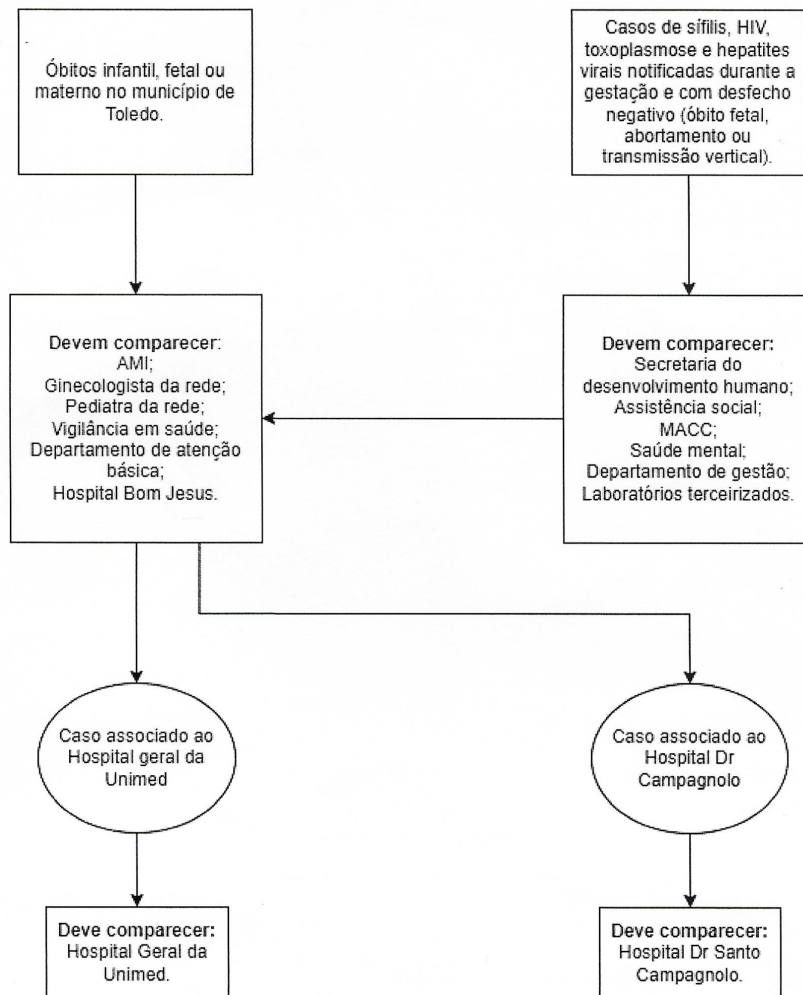 Óbitos infantil, fetal ou
materno no município de
Toledo.
Casos de sífilis, HIV,
toxoplasmose e hepatites
virais notificadas durante a
gestação e com desfecho
negativo (óbito fetal,
abortamento ou
transmissão vertical).
Devem comparecer:
AMI;
Ginecologista da rede;
Pediatra da rede;
Vigilância em saúde;
Departamento de atenção
básica;
Hospital Bom Jesus.
Devem comparecer:
Secretaria do
desenvolvimento humano;
Assistência social;
MACC;
Saúde mental;
Departamento de gestão;
Laboratórios terceirizados.
Caso associado ao
Hospital geral da
Unimed
Caso associado ao
Hospital Dr
Campagnolo
Deve comparecer:
Hospital Geral da
Unimed.
Deve comparecer:
Hospital Dr Santo
Campagnolo.